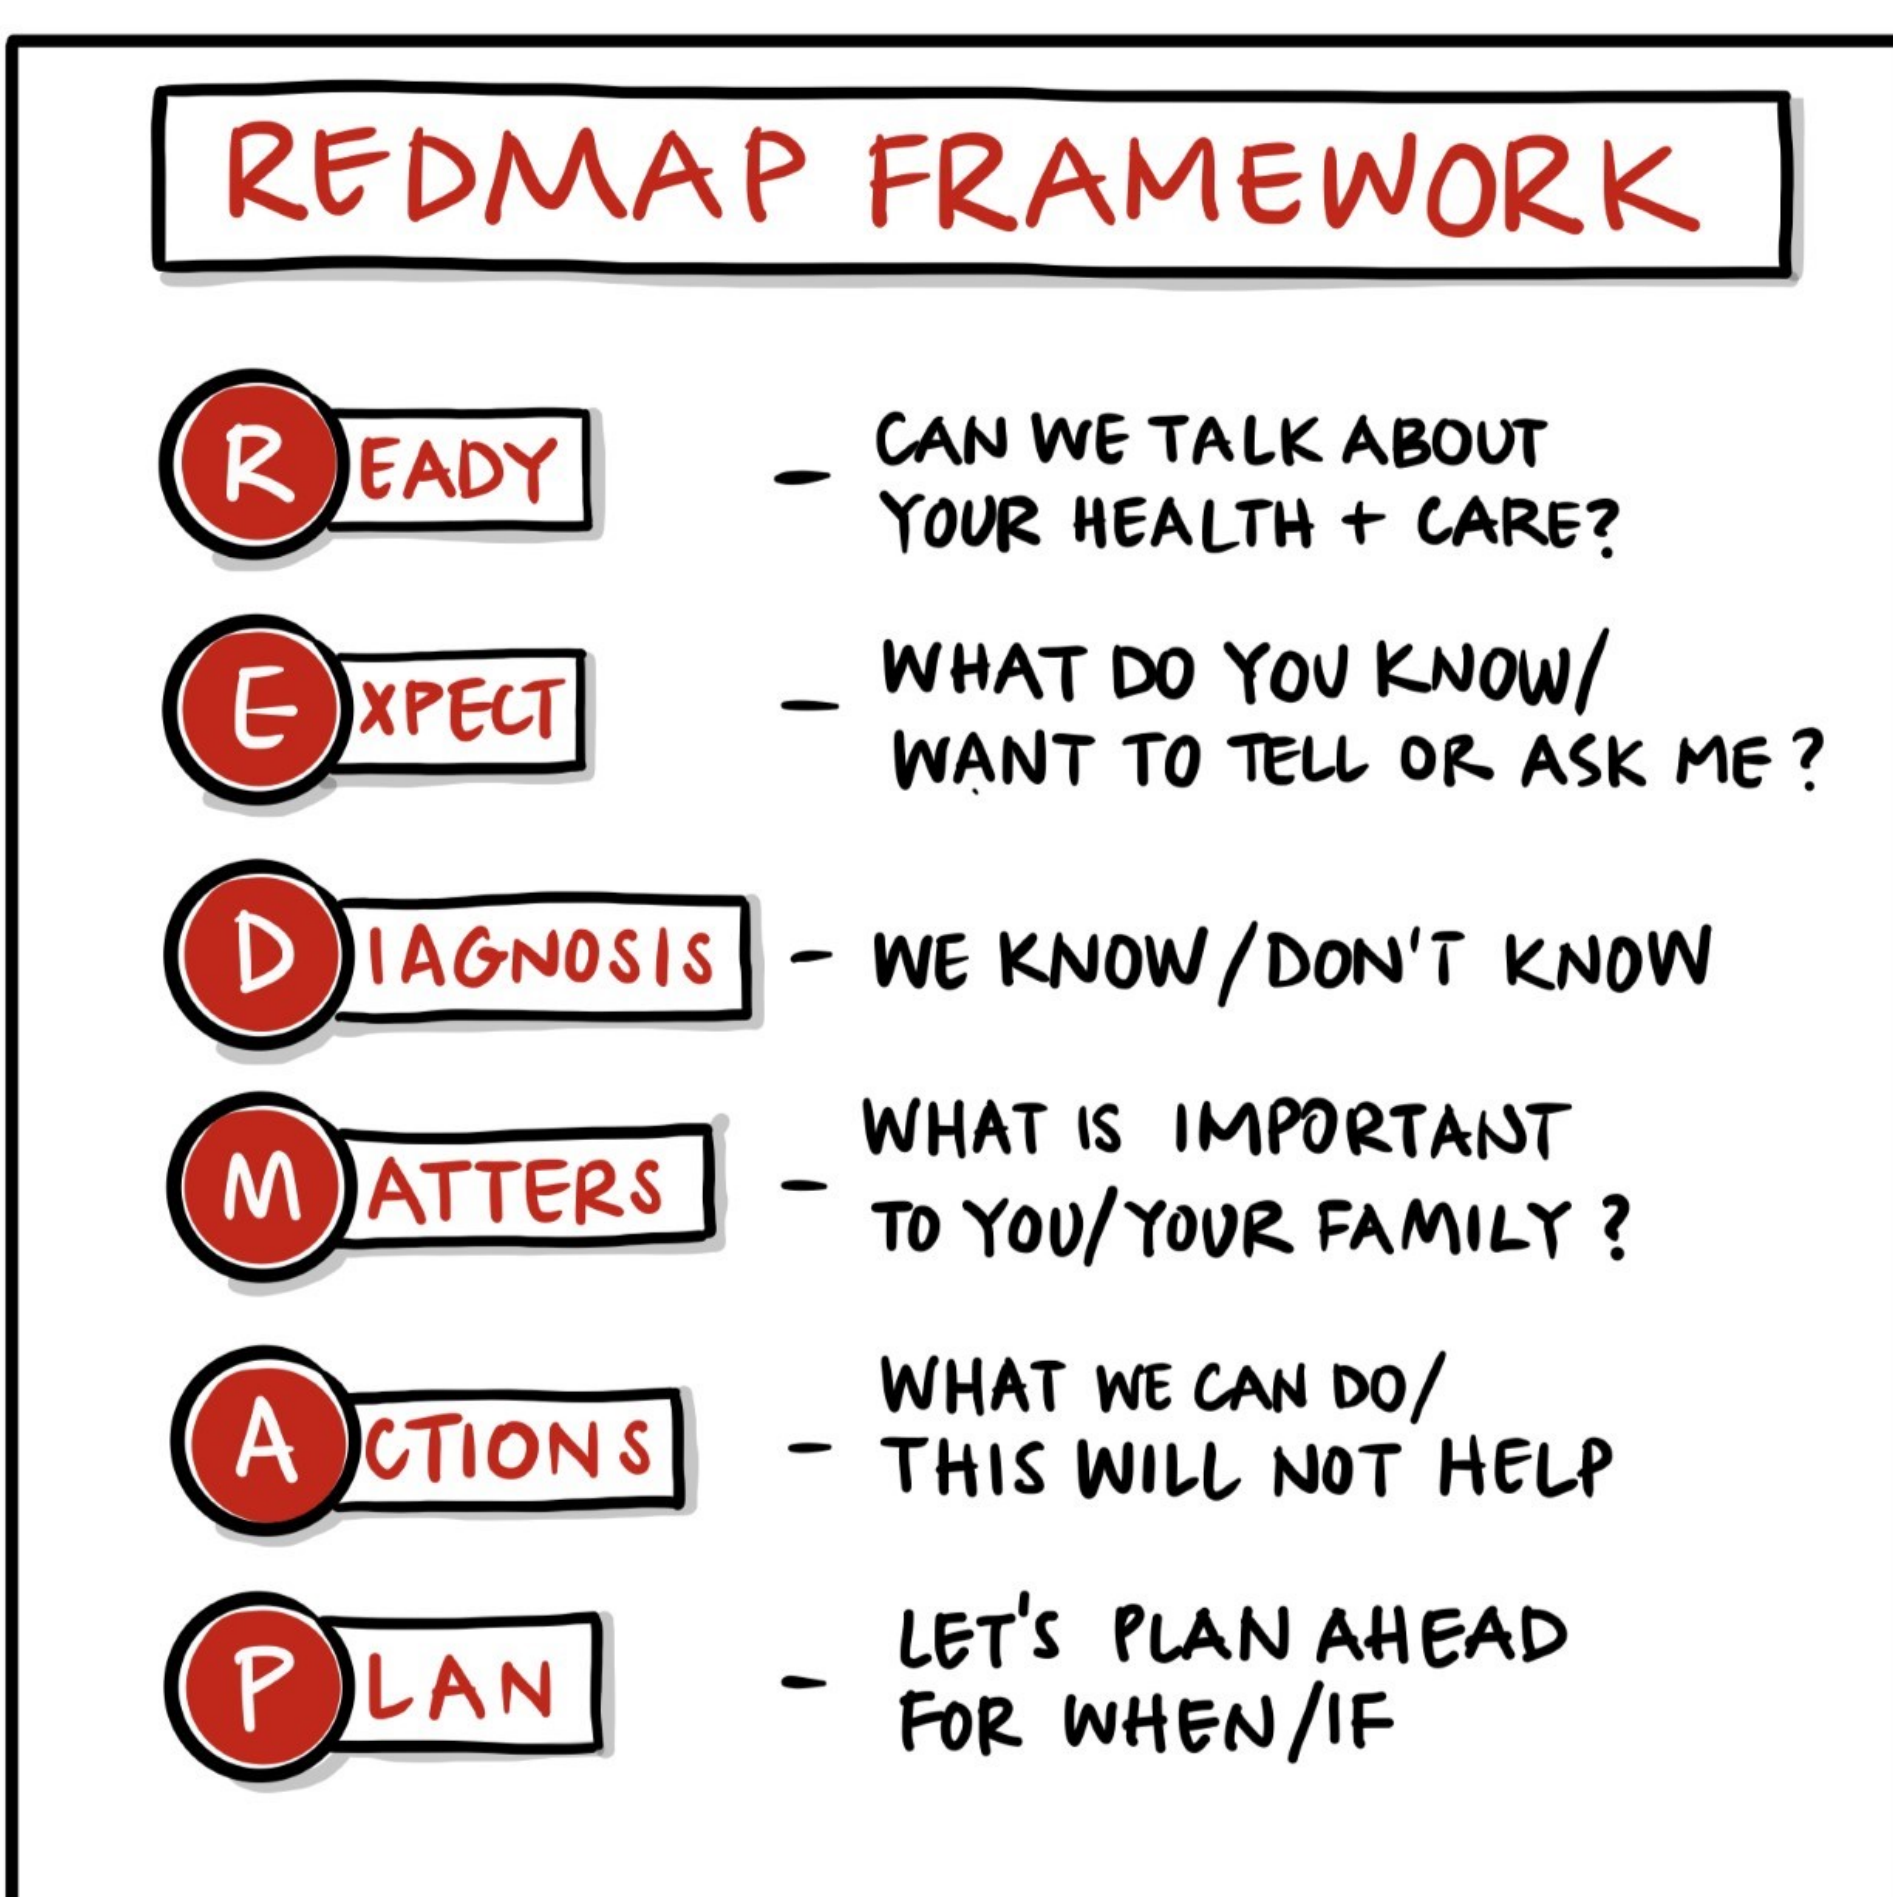 REDMAP FRAMEWORK
READY - CAN WE TALK ABOUT
YOUR HEALTH + CARE?
EXPECT - WHAT DO YOU KNOW/
WANT TO TELL OR ASK ME?
DIAGNOSIS - WE KNOW/DON'T KNOW
MATTERS - WHAT IS IMPORTANT
TO YOU/YOUR FAMILY?
ACTIONS - WHAT WE CAN DO/
THIS WILL NOT HELP
PLAN - LET'S PLAN AHEAD
FOR WHEN/IF